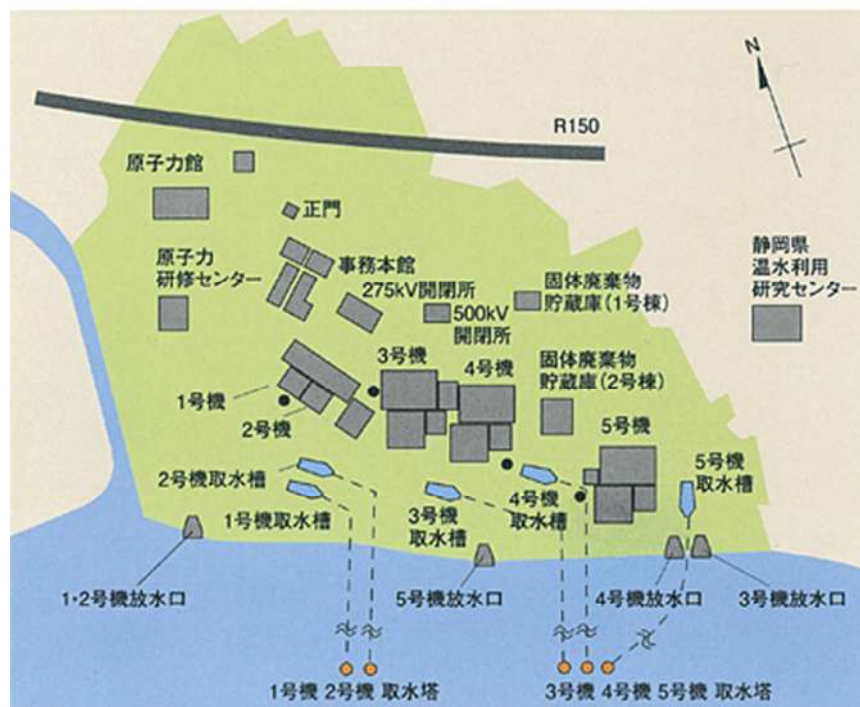 N
R150
原子力館
正門
原子力
研修センター
事務本館
275kV開閉所
500kV
開閉所
固体廃棄物
貯蔵庫(1号棟)
静岡県
温水利用
研究センター
3号機
4号機
固体廃棄物
貯蔵庫(2号棟)
1号機
2号機
5号機
2号機取水槽
1号機取水槽
3号機
取水槽
4号機
取水槽
5号機
取水槽
1・2号機放水口
5号機放水口
4号機放水口
3号機放水口
1号機 2号機 取水塔
3号機 4号機 5号機 取水塔